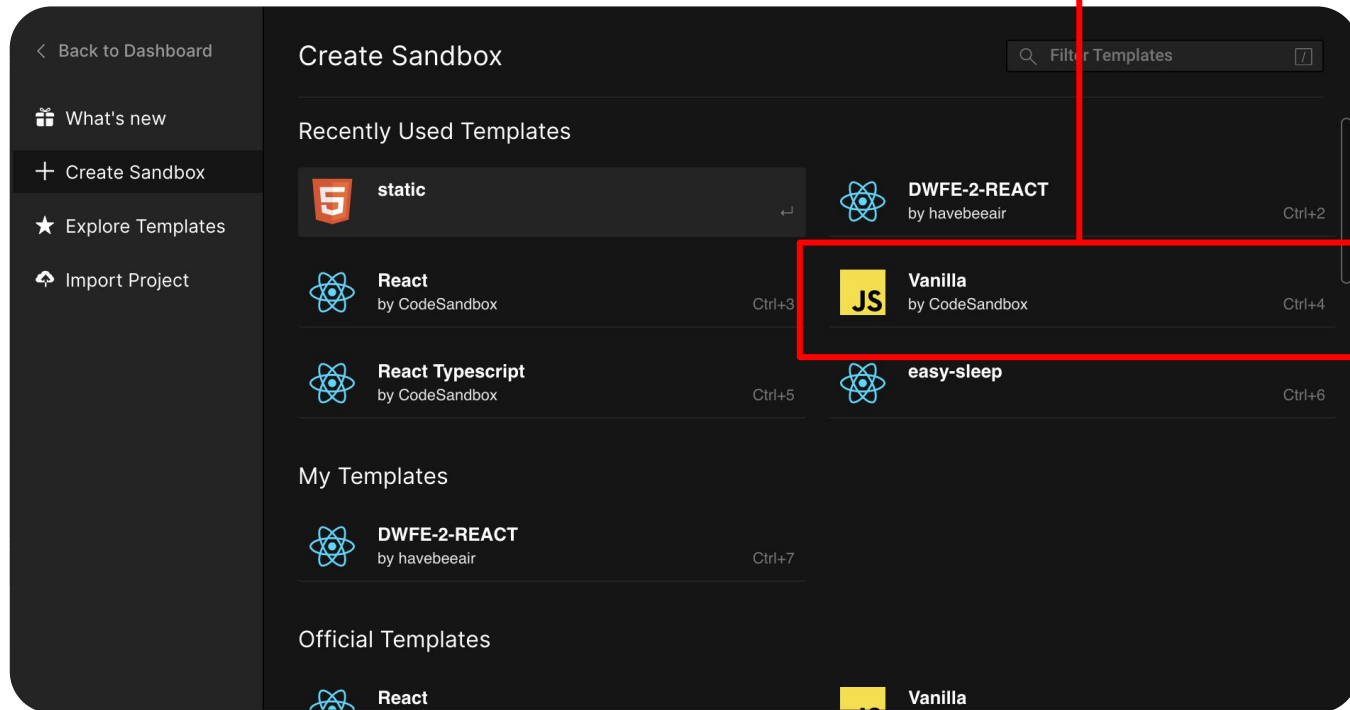 Back to Dashboard
What's new
Create Sandbox
Explore Templates
Import Project
Create Sandbox
Filter Templates /
Recently Used Templates
5 static
DWFE-2-REACT
by havebeeair Ctrl+2
React
by CodeSandbox Ctrl+3
JS Vanilla
by CodeSandbox Ctrl+4
React Typescript
by CodeSandbox Ctrl+5
easy-sleep
Ctrl+6
My Templates
DWFE-2-REACT
by havebeeair Ctrl+7
Official Templates
React
Vanilla